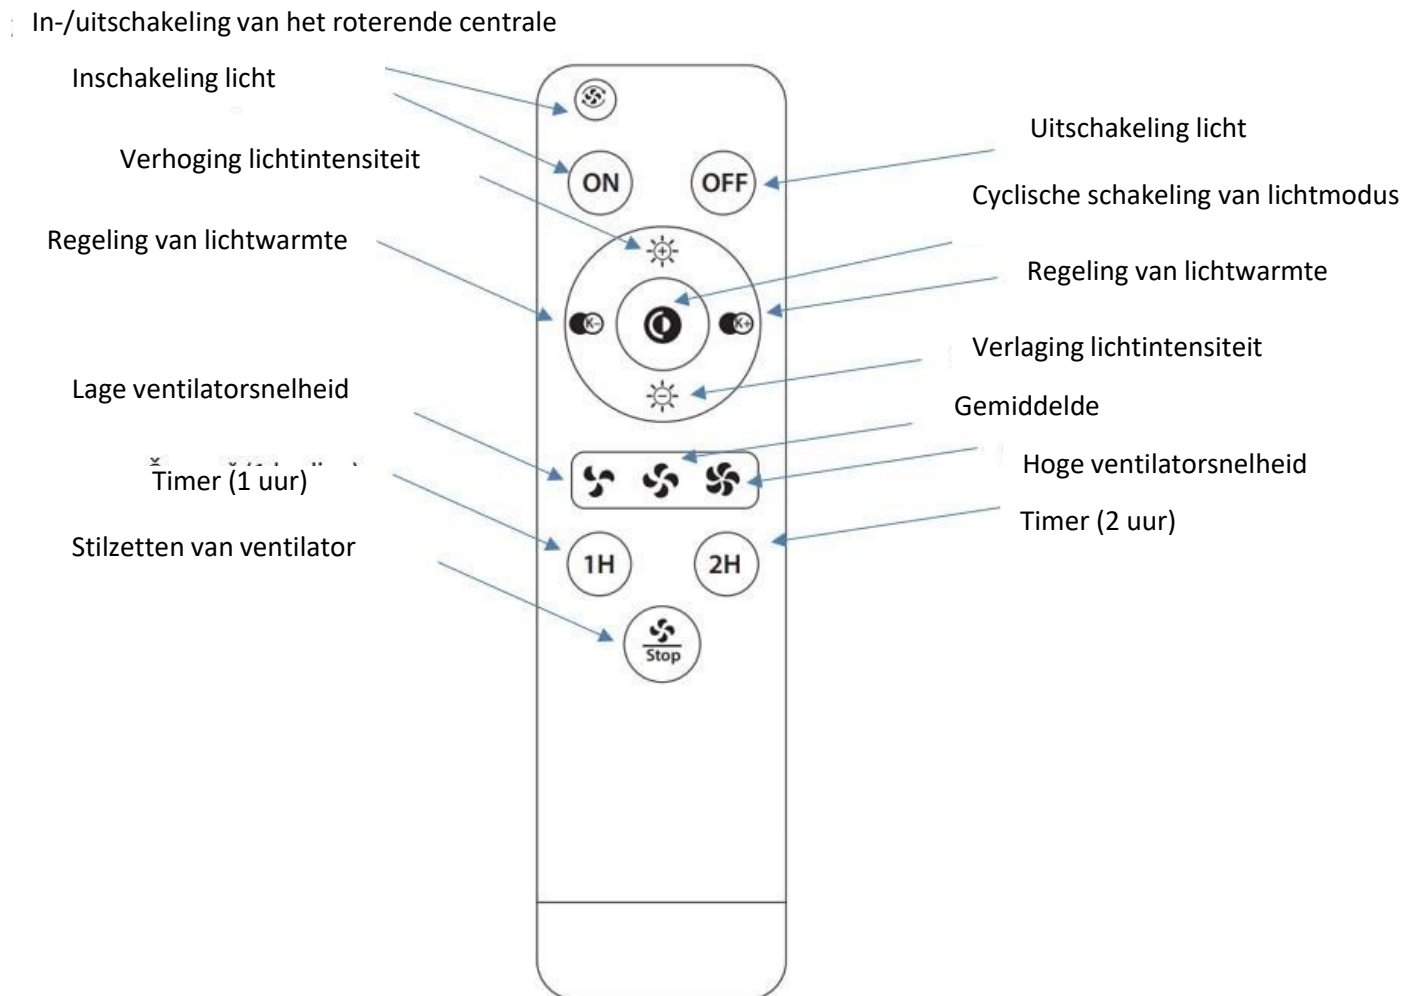 In-/uitschakeling van het roterende centrale
Inschakeling licht
Uitschakeling licht
Verhoging lichtintensiteit
ON
OFF
Cyclische schakeling van lichtmodus
Regeling van lichtwarmte
Regeling van lichtwarmte
K-
K+
Verlaging lichtintensiteit
Lage ventilatorsnelheid
Gemiddelde
Hoge ventilatorsnelheid
Timer (1 uur)
Timer (2 uur)
Stilzetten van ventilator
1H
2H
Stop